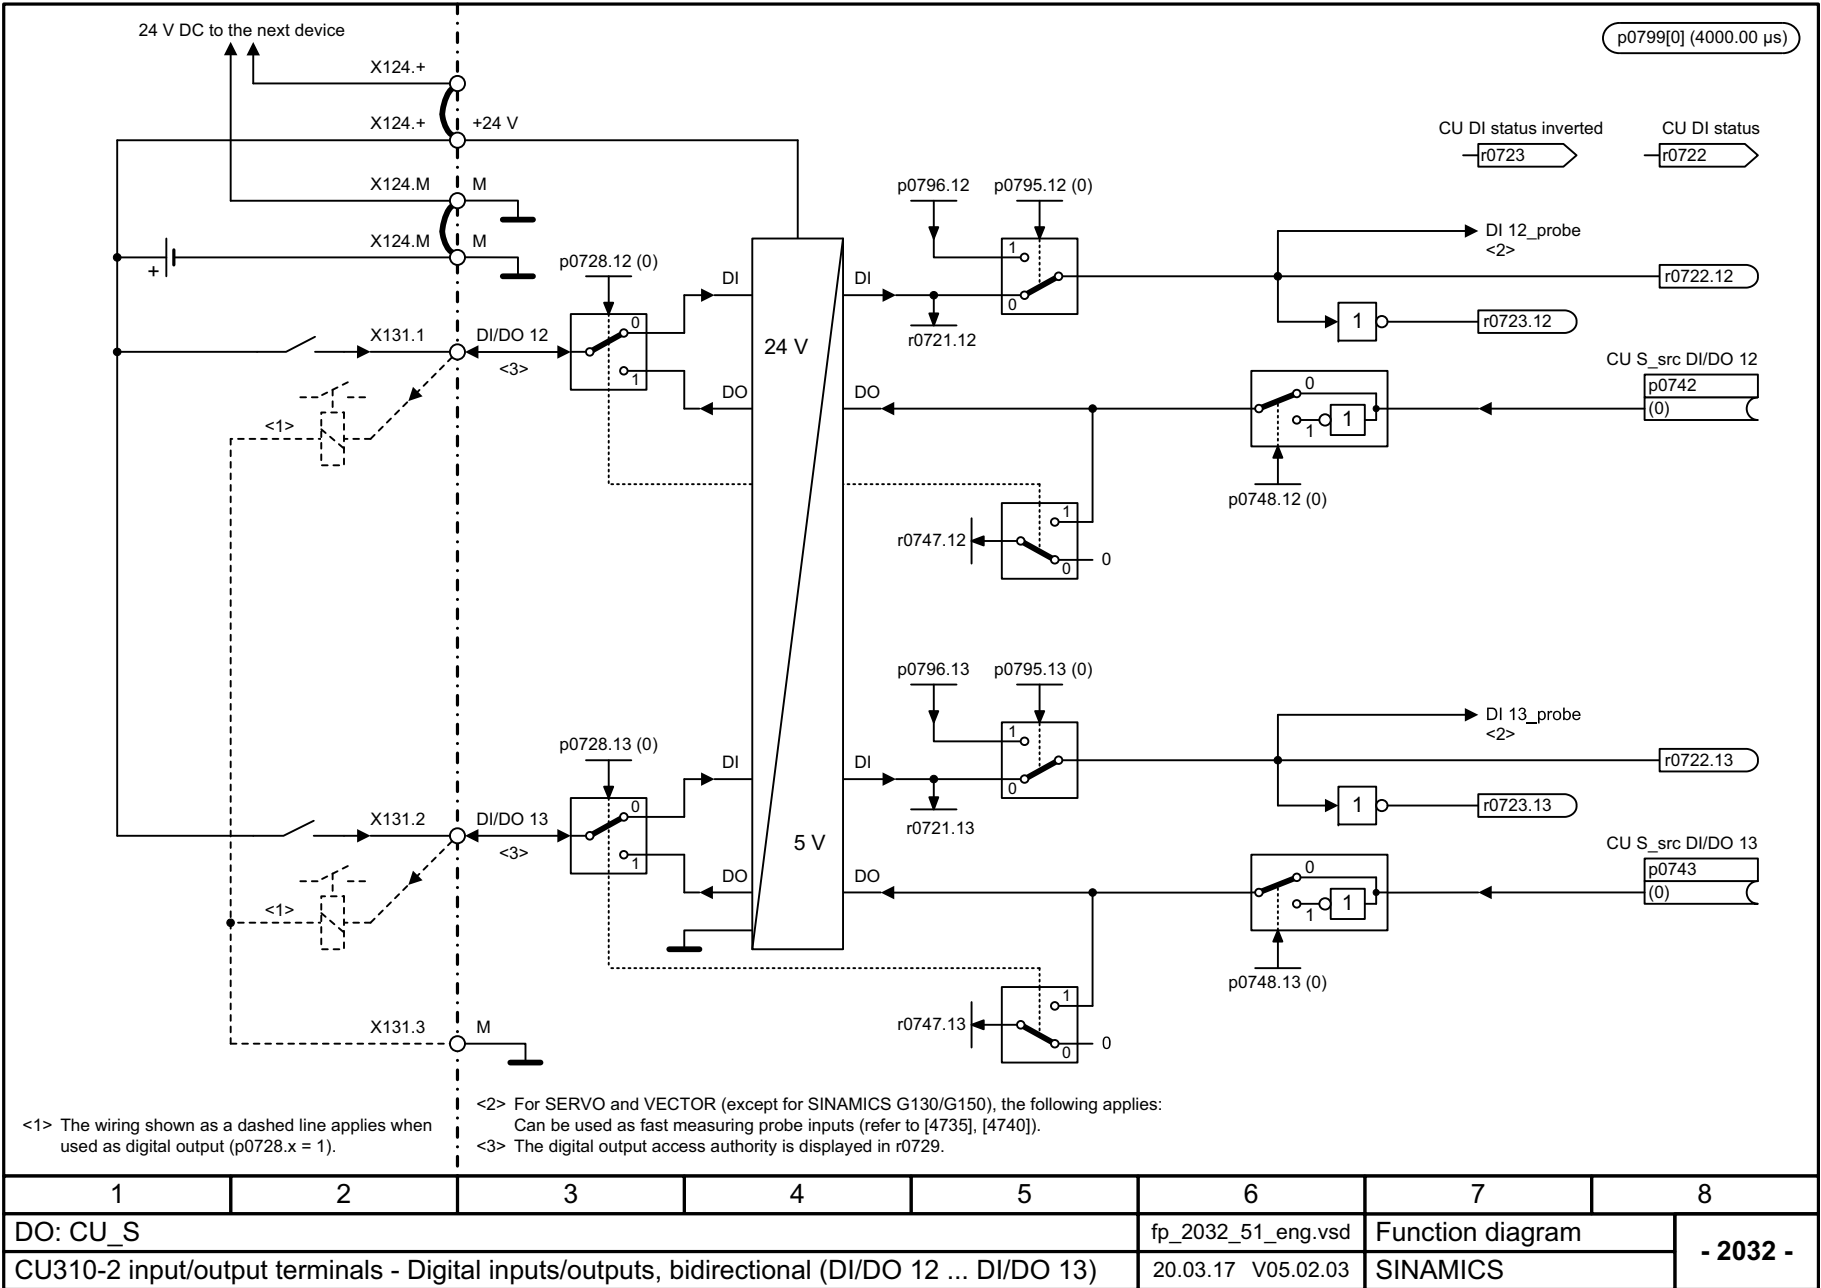 24 V DC to the next device
p0799[0] (4000.00 µs)
X124.+
X124.+
+24 V
CU DI status inverted
CU DI status
r0723
r0722
X124.M
M
p0796.12
p0795.12 (0)
X124.M
M
+
p0728.12 (0)
DI
DI
1
0
DI 12_probe
<2>
r0722.12
X131.1
DI/DO 12
<3>
0
1
24 V
r0721.12
1
r0723.12
CU S_src DI/DO 12
p0742
(0)
<1>
DO
DO
0
1
1
p0748.12 (0)
r0747.12
1
0
0
p0796.13
p0795.13 (0)
p0728.13 (0)
DI
DI
1
0
DI 13_probe
<2>
r0722.13
X131.2
DI/DO 13
<3>
0
1
5 V
r0721.13
1
r0723.13
CU S_src DI/DO 13
p0743
(0)
<1>
DO
DO
0
1
1
p0748.13 (0)
r0747.13
1
0
0
X131.3
M
<1> The wiring shown as a dashed line applies when
used as digital output (p0728.x = 1).
<2> For SERVO and VECTOR (except for SINAMICS G130/G150), the following applies:
Can be used as fast measuring probe inputs (refer to [4735], [4740]).
<3> The digital output access authority is displayed in r0729.
1 2 3 4 5 6 7 8
DO: CU_S
fp_2032_51_eng.vsd
Function diagram
- 2032 -
CU310-2 input/output terminals - Digital inputs/outputs, bidirectional (DI/DO 12 ... DI/DO 13)
20.03.17 V05.02.03
SINAMICS